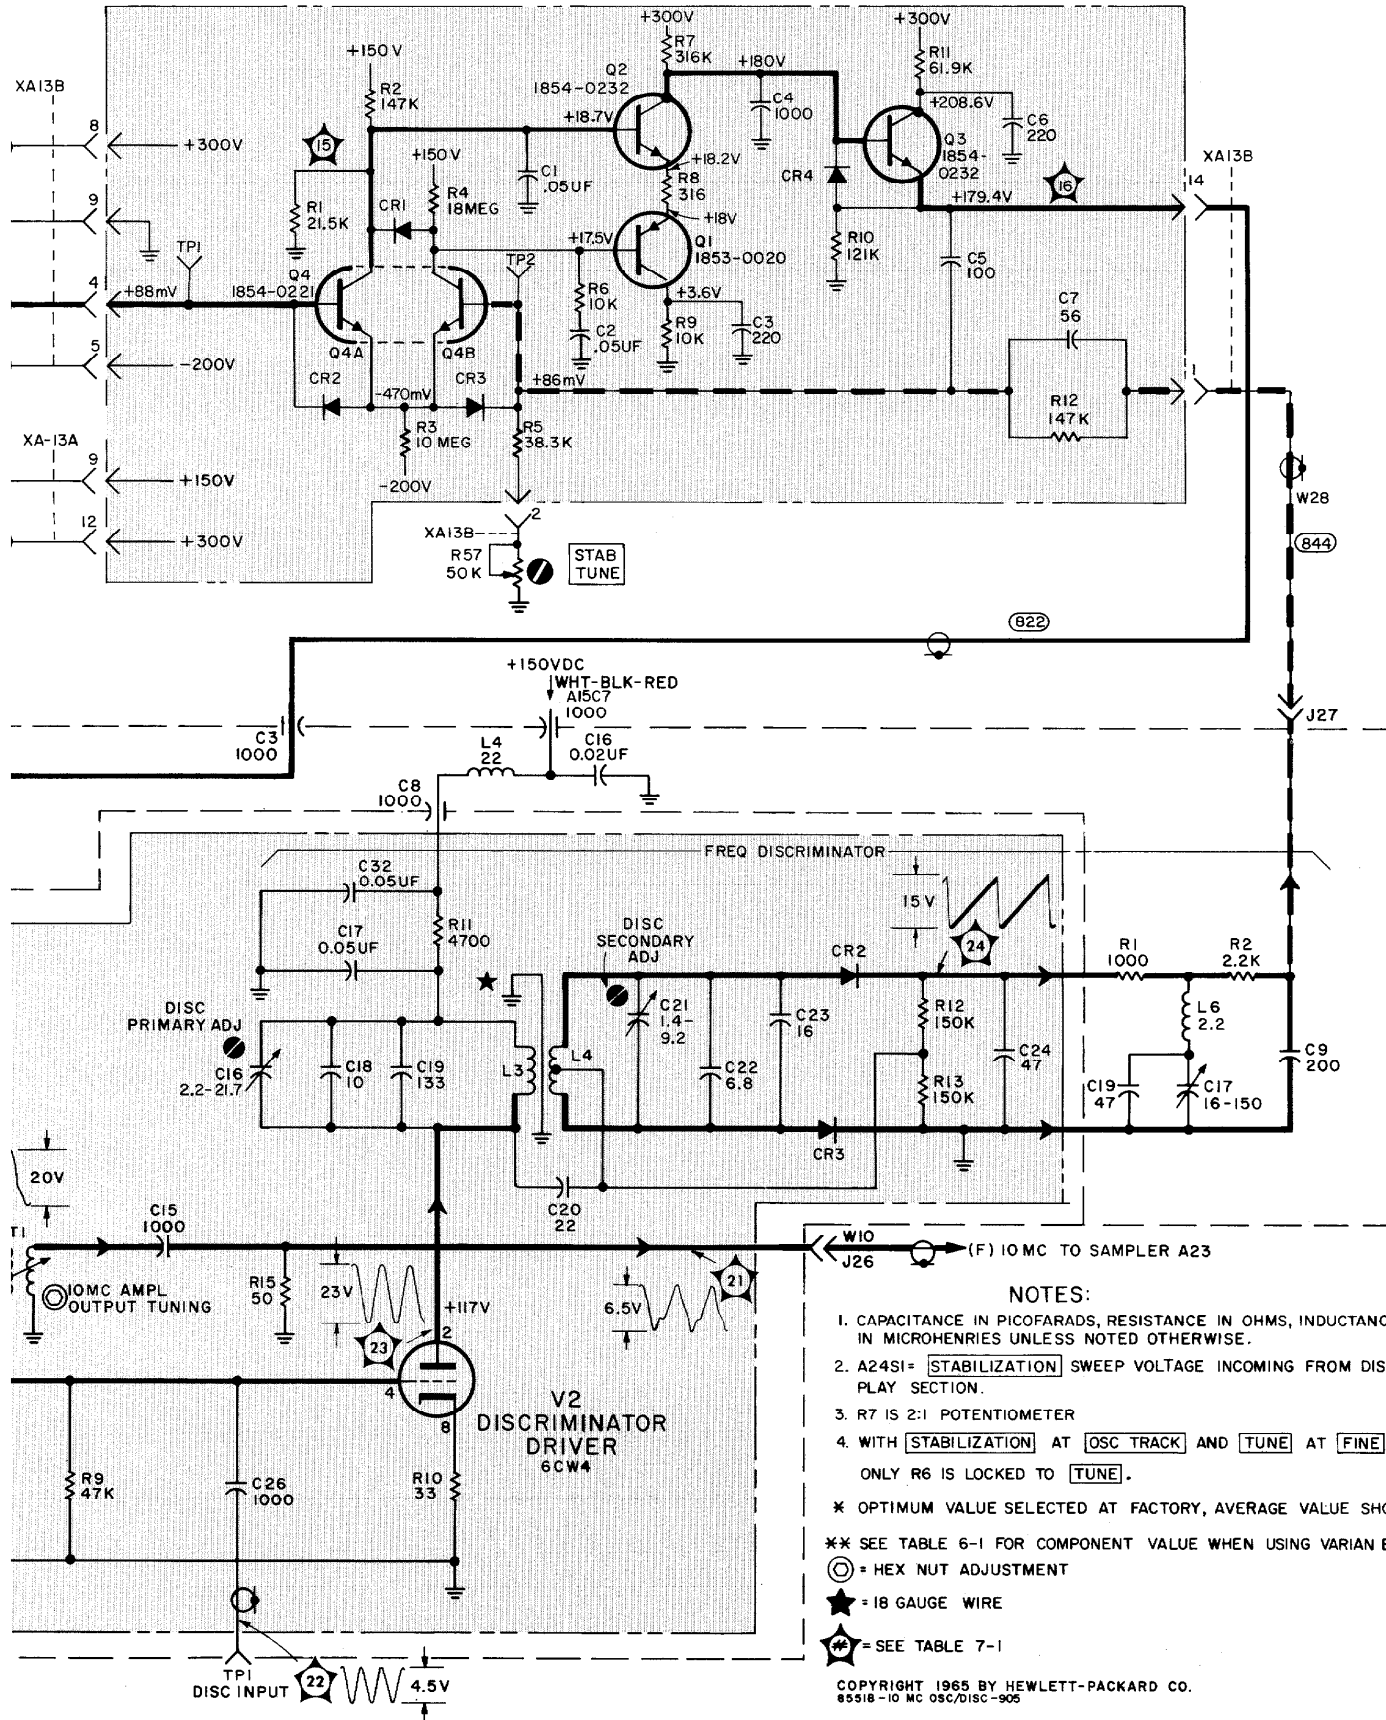 +300V
R7
316K
+300V
R11
61.9K
+150V
R2
147K
Q2
1854-0232
+180V
C4
1000
+208.6V
C6
220
XA13B
8
+300V
15
+18.7V
+150V
C1
.05UF
+18.2V
R8
316
Q3
1854-
0232
CR4
XA13B
16
14
9
R1
21.5K
CR1
R4
18MEG
+18V
+179.4V
TP1
+17.5V
Q1
1853-0020
R10
121K
C5
100
4
+88mV
Q4
1854-0221
TP2
R6
10K
+3.6V
C7
56
5
-200V
Q4A
Q4B
C2
.05UF
R9
10K
C3
220
CR2
-470mV
CR3
+86mV
1
R12
147K
XA-13A
R3
10 MEG
R5
38.3K
9
+150V
-200V
W28
12
+300V
2
XA13B
R57
50K
STAB
TUNE
844
822
+150VDC
WHT-BLK-RED
A15C7
1000
J27
C3
1000
L4
22
C16
0.02UF
C8
1000
FREQ DISCRIMINATOR
C32
0.05UF
15V
C17
0.05UF
R11
4700
DISC
SECONDARY
ADJ
CR2
24
R1
1000
R2
2.2K
DISC
PRIMARY ADJ
C21
1.4-
9.2
C23
16
R12
150K
L6
2.2
C16
2.2-21.7
C18
10
C19
133
L3
L4
C22
6.8
R13
150K
C24
47
C19
47
C17
16-150
C9
200
CR3
20V
C20
22
T1
C15
1000
W10
J26
(F) 10 MC TO SAMPLER A23
10MC AMPL
OUTPUT TUNING
R15
50
23V
+117V
6.5V
21
23
2
NOTES:
1. CAPACITANCE IN PICOFARADS, RESISTANCE IN OHMS, INDUCTANC
IN MICROHENRIES UNLESS NOTED OTHERWISE.
2. A24S1= STABILIZATION SWEEP VOLTAGE INCOMING FROM DIS
PLAY SECTION.
3. R7 IS 2:1 POTENTIOMETER
4. WITH STABILIZATION AT OSC TRACK AND TUNE AT FINE
ONLY R6 IS LOCKED TO TUNE.
* OPTIMUM VALUE SELECTED AT FACTORY, AVERAGE VALUE SHO
** SEE TABLE 6-1 FOR COMPONENT VALUE WHEN USING VARIAN B
= HEX NUT ADJUSTMENT
= 18 GAUGE WIRE
# = SEE TABLE 7-1
4
8
V2
DISCRIMINATOR
DRIVER
6CW4
R9
47K
C26
1000
R10
33
TP1
DISC INPUT
22
4.5V
COPYRIGHT 1965 BY HEWLETT-PACKARD CO.
8551B-10 MC OSC/DISC-905